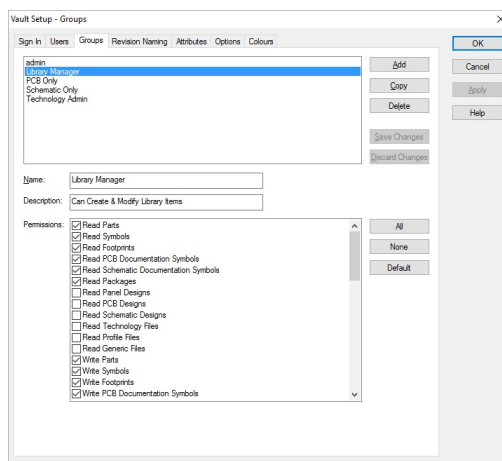 Vault Setup - Groups
Sign In Users Groups Revision Naming Attributes Options Colours
OK
Cancel
Apply
Help
admin
Library Manager
PCB Only
Schematic Only
Technology Admin
Add
Copy
Delete
Save Changes
Discard Changes
Name: Library Manager
Description: Can Create & Modify Library Items
Permissions:
Read Parts
Read Symbols
Read Footprints
Read PCB Documentation Symbols
Read Schematic Documentation Symbols
Read Packages
Read Panel Designs
Read PCB Designs
Read Schematic Designs
Read Technology Files
Read Profile Files
Read Generic Files
Write Parts
Write Symbols
Write Footprints
Write PCB Documentation Symbols
All
None
Default